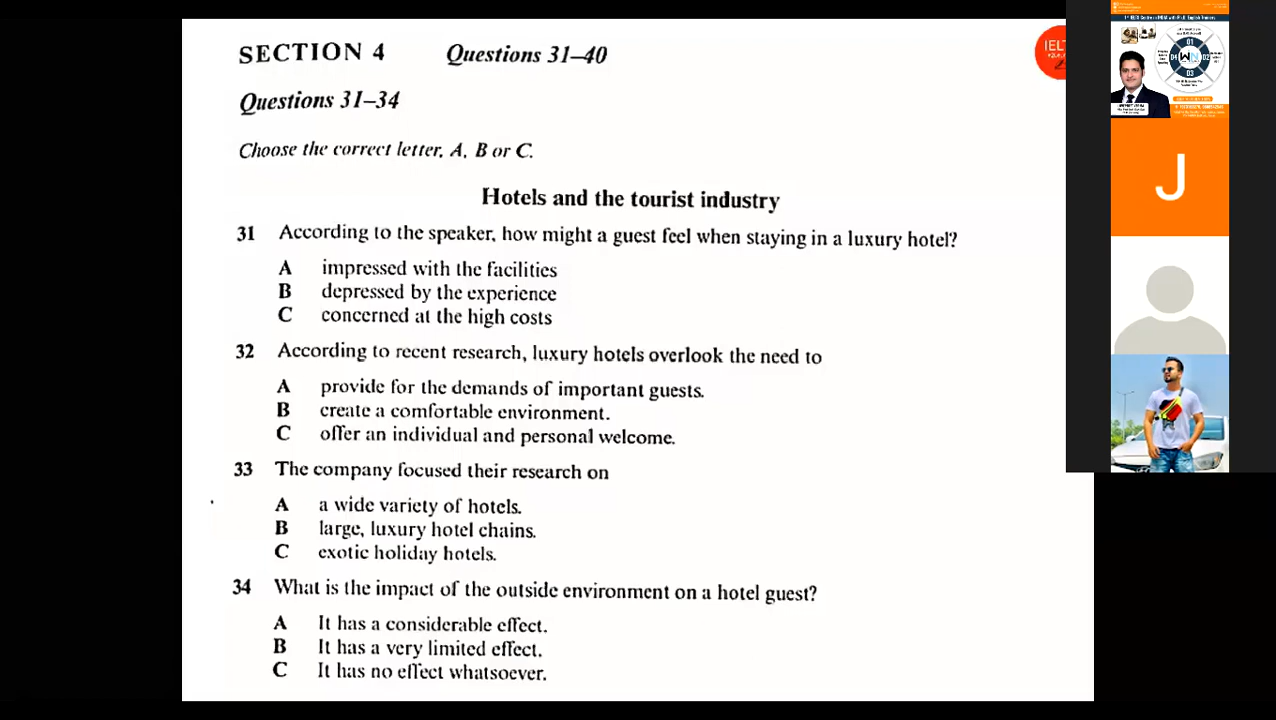 SECTION 4 Questions 31–40
Questions 31–34
Choose the correct letter, A, B or C.
Hotels and the tourist industry
31 According to the speaker, how might a guest feel when staying in a luxury hotel?
A impressed with the facilities
B depressed by the experience
C concerned at the high costs
32 According to recent research, luxury hotels overlook the need to
A provide for the demands of important guests.
B create a comfortable environment.
C offer an individual and personal welcome.
33 The company focused their research on
A a wide variety of hotels.
B large, luxury hotel chains.
C exotic holiday hotels.
34 What is the impact of the outside environment on a hotel guest?
A It has a considerable effect.
B It has a very limited effect.
C It has no effect whatsoever.
01
02
03
04
J